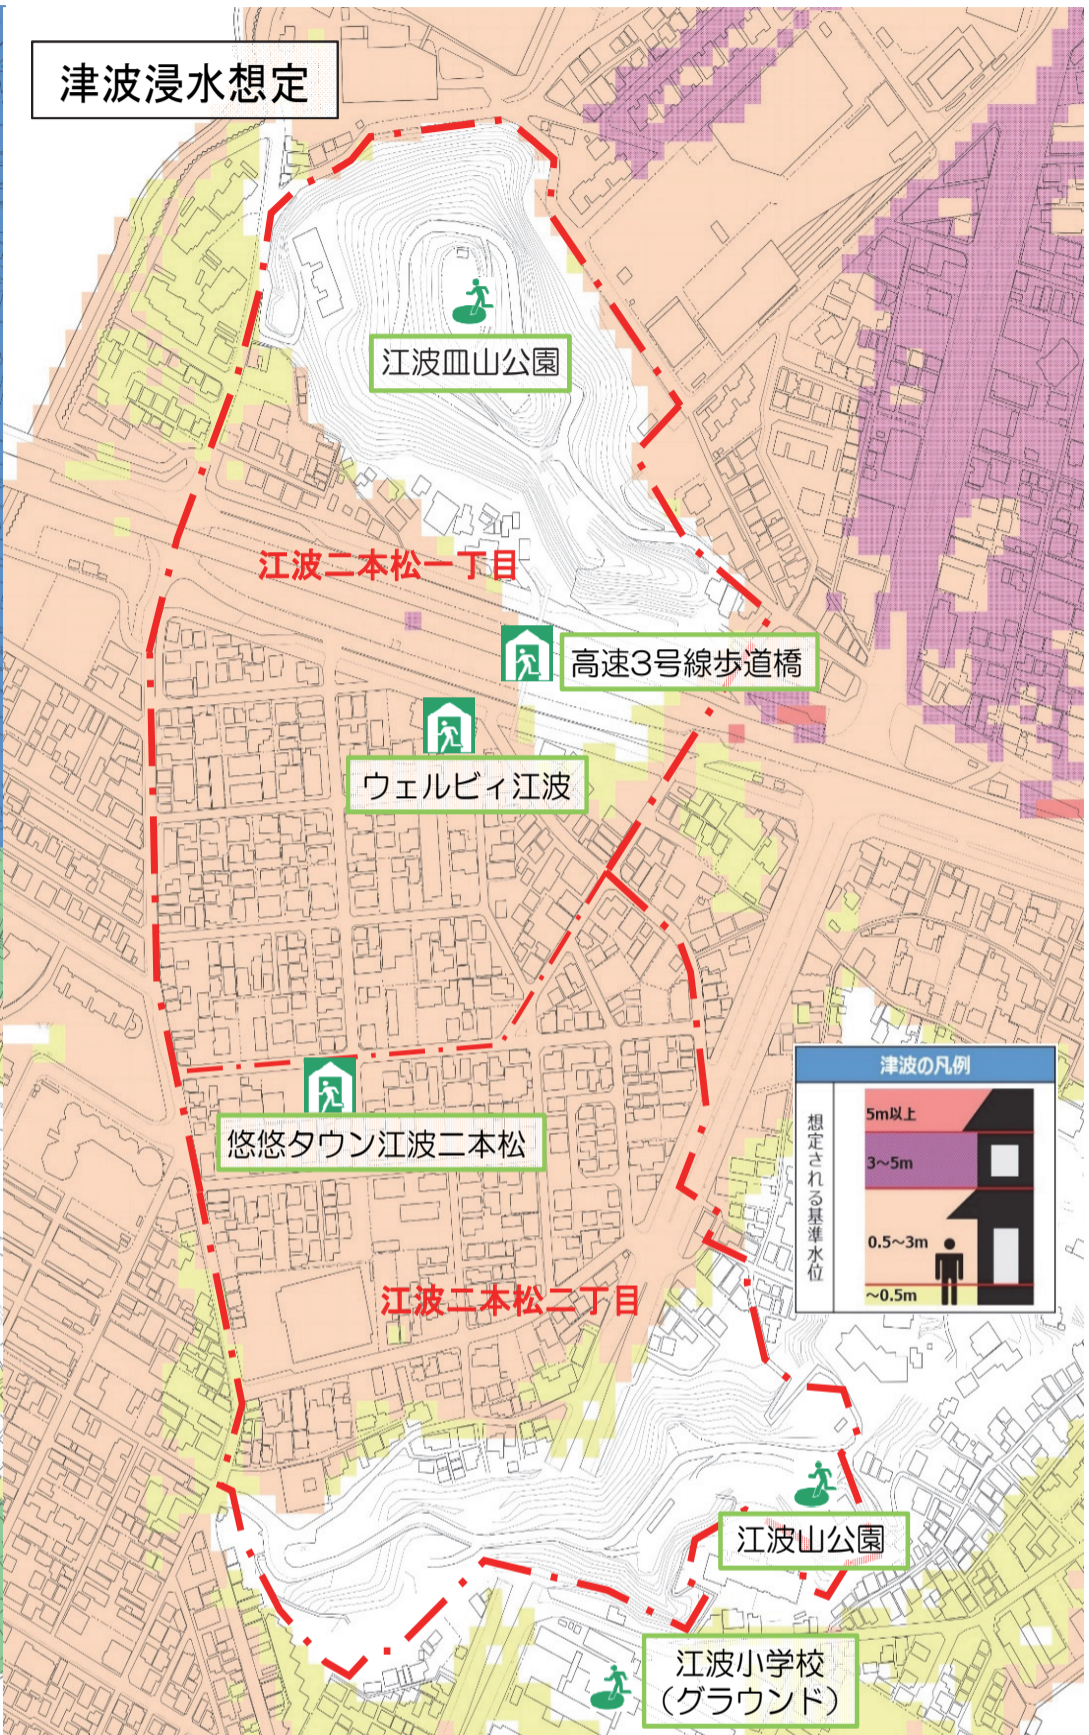 津波浸水想定
江波皿山公園
江波二本松一丁目
高速3号線歩道橋
ウェルビィ江波
悠悠タウン江波二本松
江波二本松二丁目
津波の凡例
想定される基準水位
5m以上
3～5m
0.5～3m
～0.5m
江波山公園
江波小学校
（グラウンド）